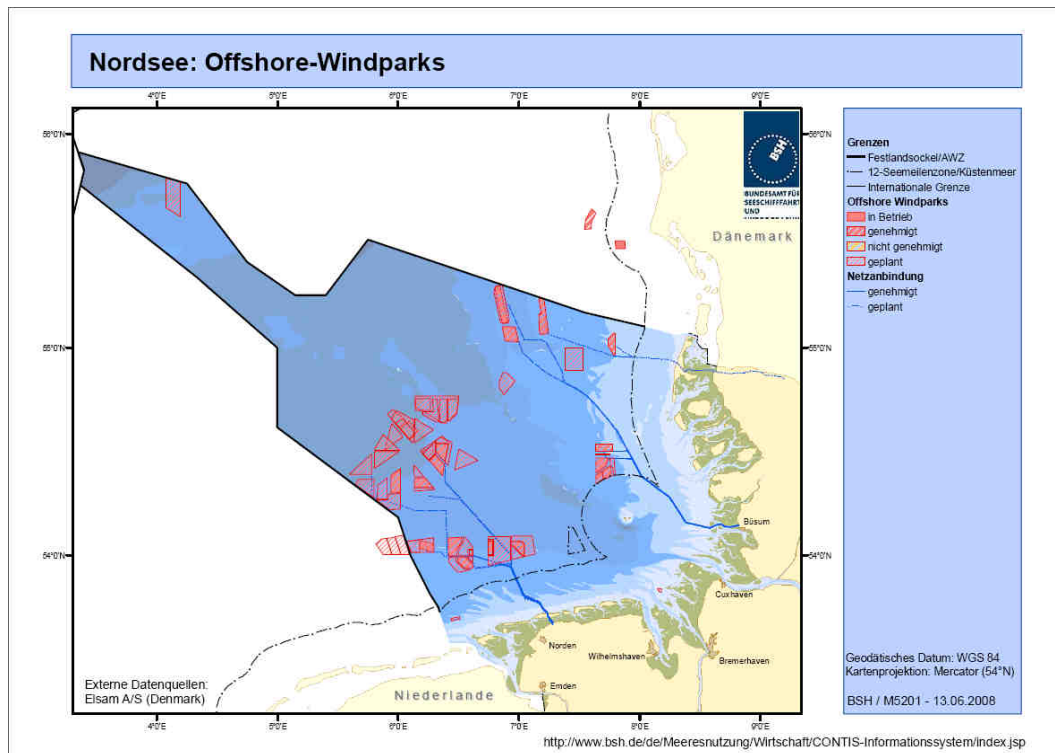 Nordsee: Offshore-Windparks
4°0'E 5°0'E 6°0'E 7°0'E 8°0'E 9°0'E
56°0'N
56°0'N
55°0'N
55°0'N
54°0'N
54°0'N
BSH
BUNDESAMT FÜR
SEESCHIFFFAHRT
UND
Dänemark
Büsum
Cuxhaven
Norden
Wilhelmshaven
Bremerhaven
Emden
Niederlande
Externe Datenquellen:
Elsam A/S (Denmark)
4°0'E 5°0'E 6°0'E 7°0'E 8°0'E 9°0'E
Grenzen
Festlandsockel/AWZ
12-Seemeilenzone/Küstenmeer
Internationale Grenze
Offshore Windparks
in Betrieb
genehmigt
nicht genehmigt
geplant
Netzanbindung
genehmigt
geplant
Geodätisches Datum: WGS 84
Kartenprojektion: Mercator (54°N)
BSH / M5201 - 13.06.2008
http://www.bsh.de/de/Meeresnutzung/Wirtschaft/CONTIS-Informationssystem/index.jsp